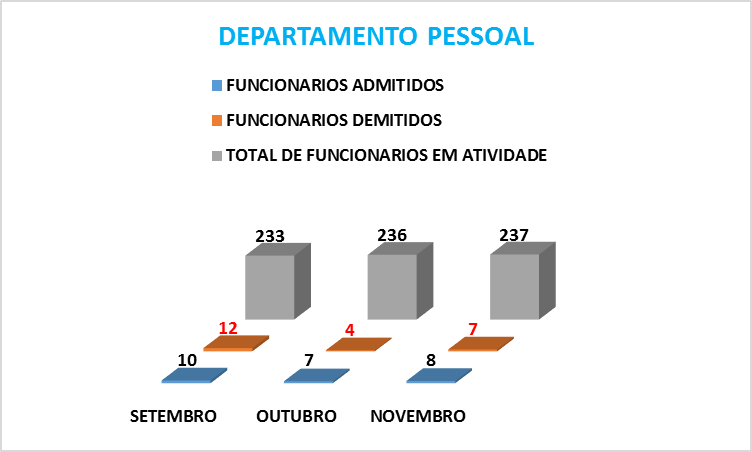 DEPARTAMENTO PESSOAL
FUNCIONARIOS ADMITIDOS
FUNCIONARIOS DEMITIDOS
TOTAL DE FUNCIONARIOS EM ATIVIDADE
233 236 237
12 4 7
10 7 8
SETEMBRO OUTUBRO NOVEMBRO